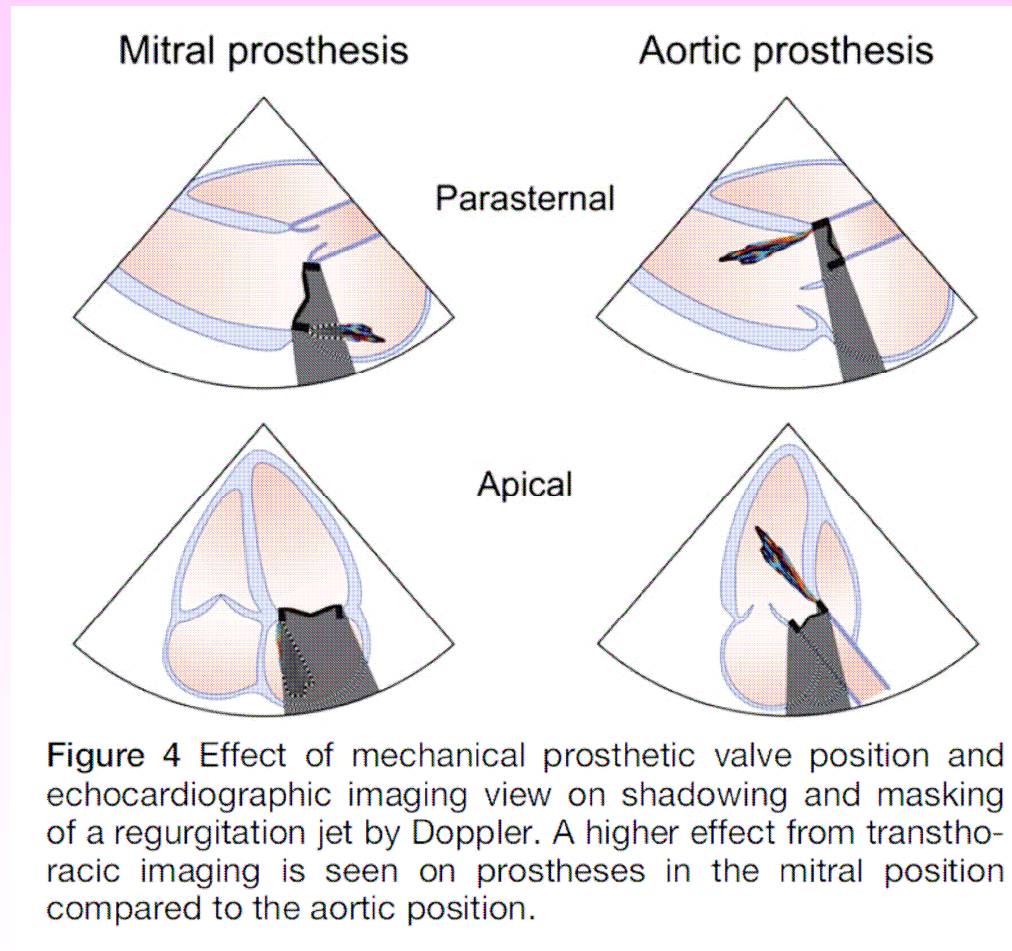 Mitral prosthesis
Aortic prosthesis
Parasternal
Apical
Figure 4 Effect of mechanical prosthetic valve position and
echocardiographic imaging view on shadowing and masking
of a regurgitation jet by Doppler. A higher effect from transtho-
racic imaging is seen on prostheses in the mitral position
compared to the aortic position.